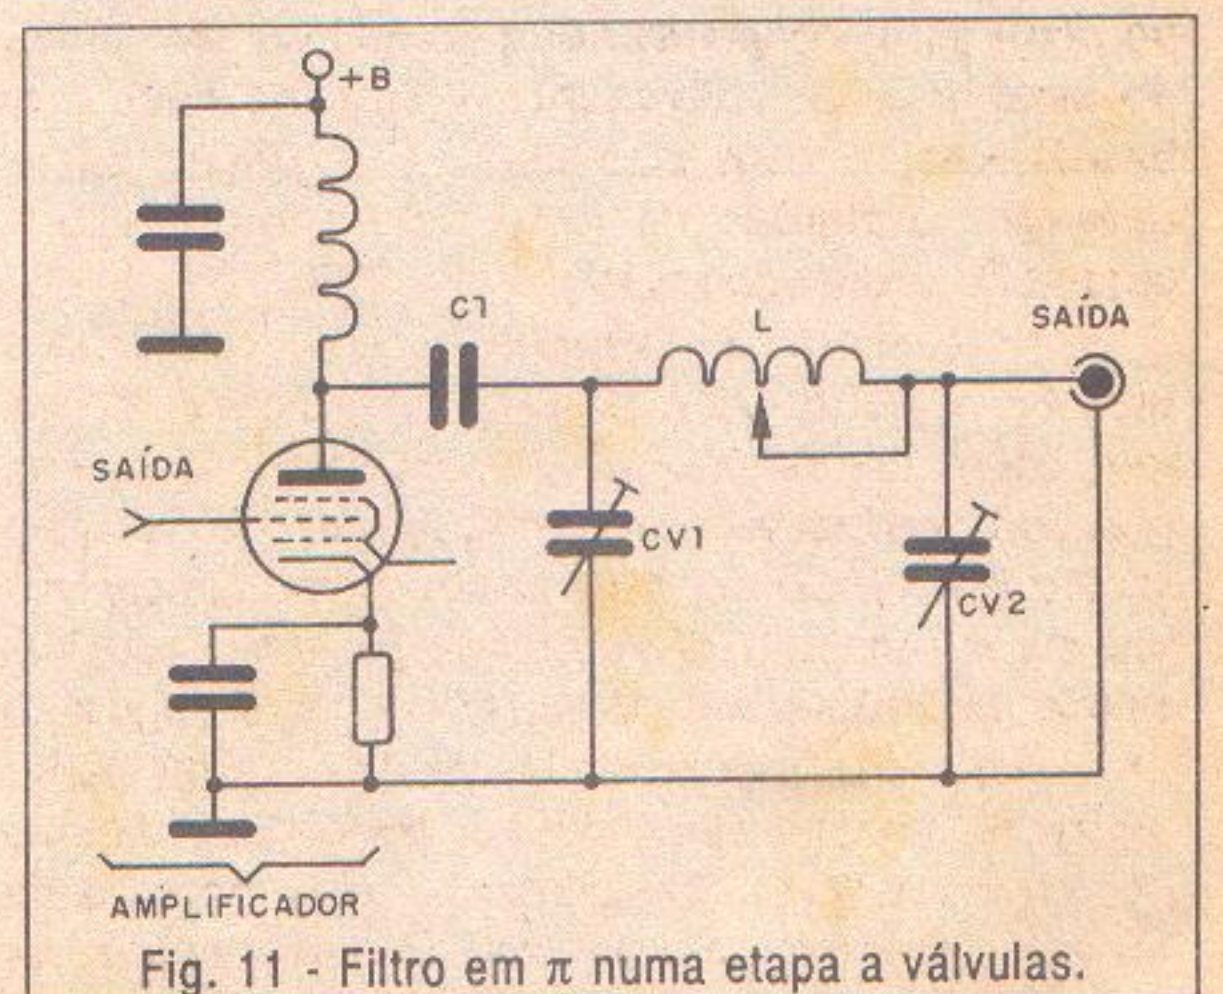 +B
C1
L
SAÍDA
SAÍDA
CV1
CV2
AMPLIFICADOR
Fig. 11 - Filtro em π numa etapa a válvulas.